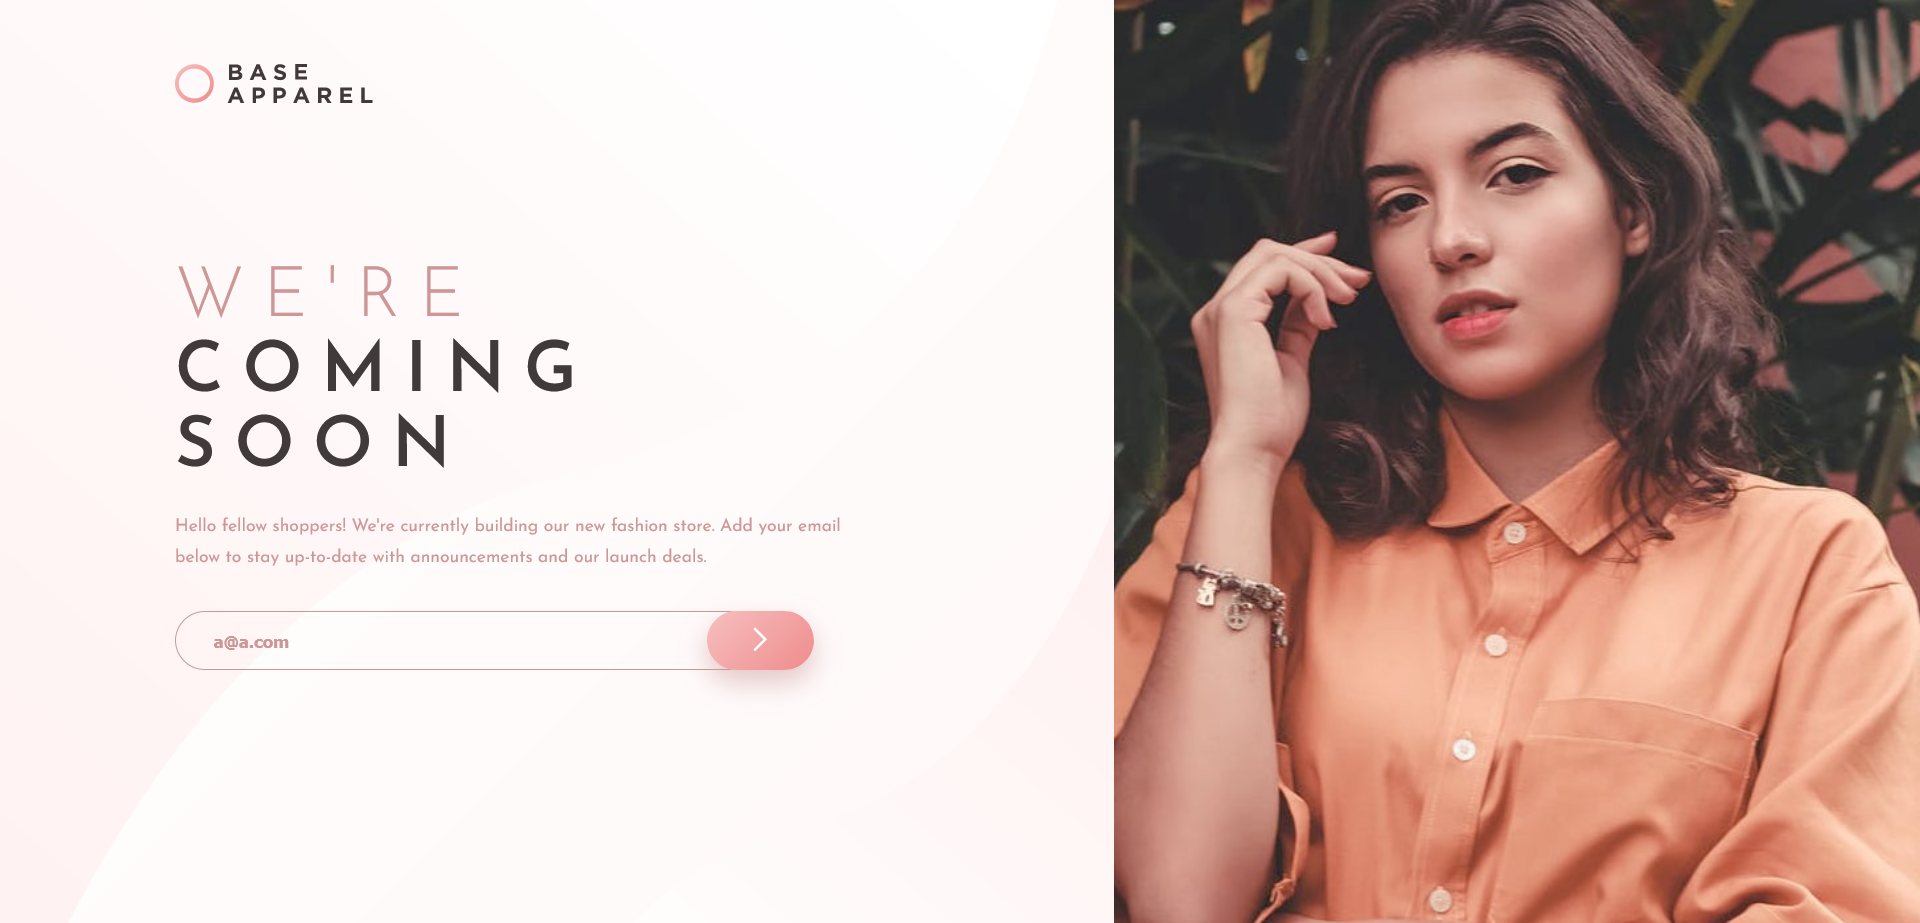 BASE
APPAREL
WE'RE
COMING
SOON
Hello fellow shoppers! We're currently building our new fashion store. Add your email
below to stay up-to-date with announcements and our launch deals.
a@a.com